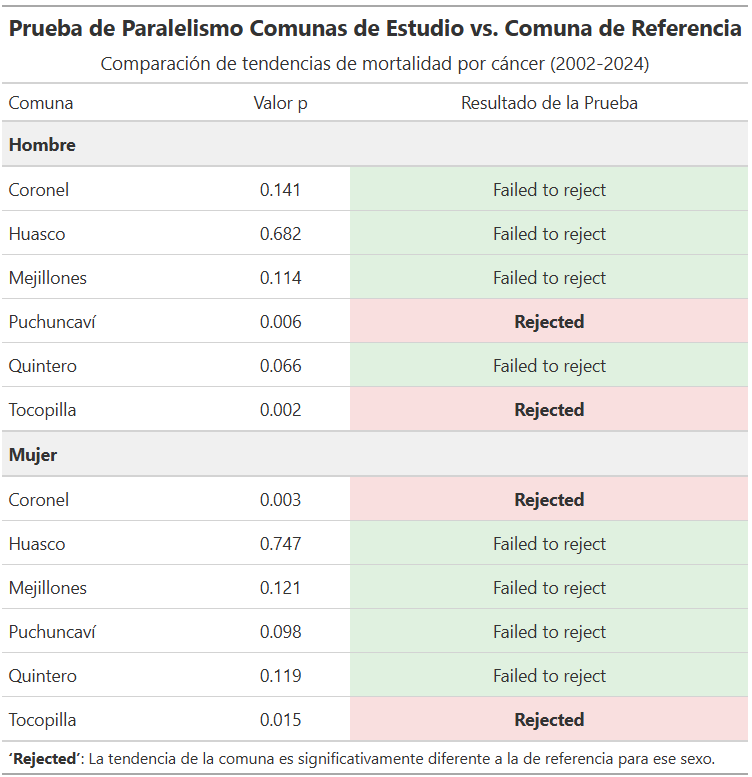 Prueba de Paralelismo Comunas de Estudio vs. Comuna de Referencia
Comparación de tendencias de mortalidad por cáncer (2002-2024)
Comuna Valor p Resultado de la Prueba
Hombre
Coronel 0.141 Failed to reject
Huasco 0.682 Failed to reject
Mejillones 0.114 Failed to reject
Puchuncaví 0.006 Rejected
Quintero 0.066 Failed to reject
Tocopilla 0.002 Rejected
Mujer
Coronel 0.003 Rejected
Huasco 0.747 Failed to reject
Mejillones 0.121 Failed to reject
Puchuncaví 0.098 Failed to reject
Quintero 0.119 Failed to reject
Tocopilla 0.015 Rejected
‘Rejected’: La tendencia de la comuna es significativamente diferente a la de referencia para ese sexo.